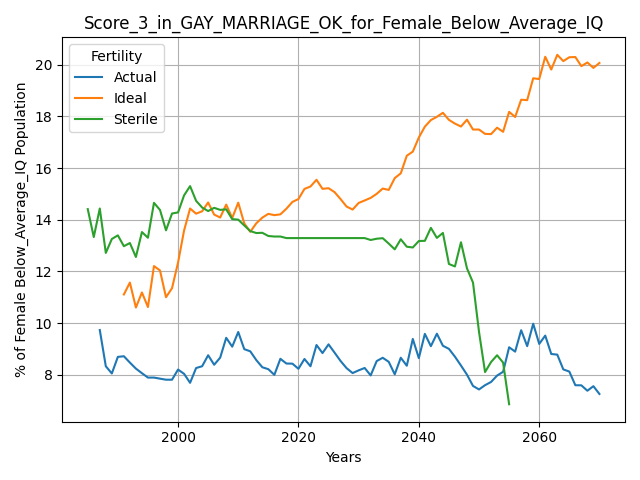 Score_3_in_GAY_MARRIAGE_OK_for_Female_Below_Average_IQ
% of Female Below_Average_IQ Population
Fertility
Actual
Ideal
Sterile
20
18
16
14
12
10
8
2000
2020
2040
2060
Years